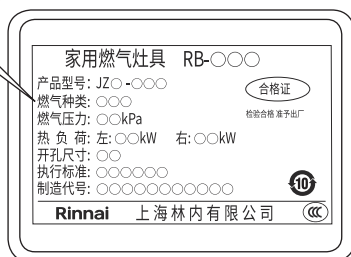 家用燃气灶具 RB-○○○
产品型号: JZ○-○○○
合格证
燃气种类: ○○○
检验合格 准予出厂
燃气压力: ○○kPa
热 负 荷: 左: ○○kW 右: ○○kW
开孔尺寸: ○○
执行标准: ○○○○○○
制造代号: ○○○○○○○○○○○
10
Rinnai 上海林内有限公司 CCC